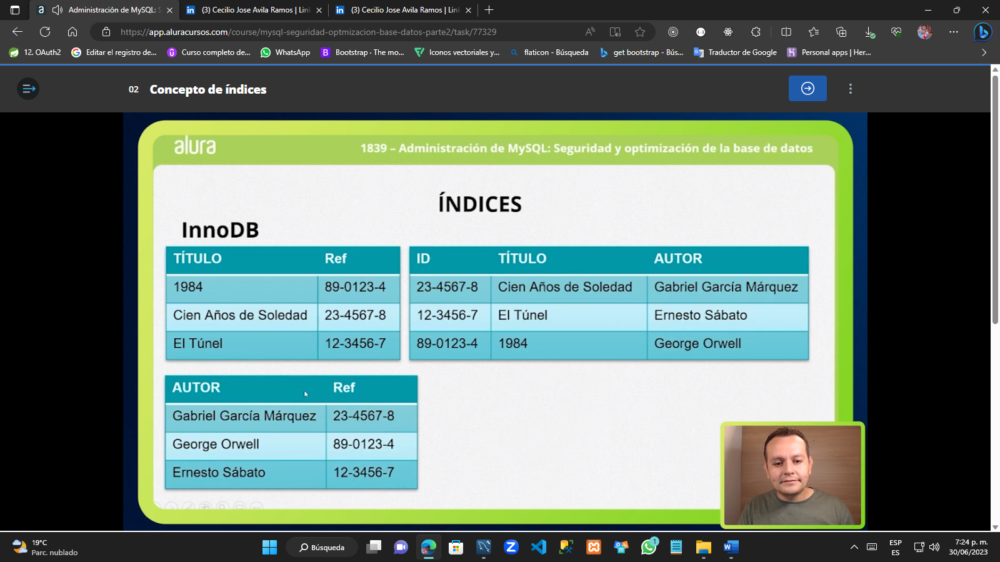 Administración de MySQL: S
(3) Cecilio Jose Avila Ramos | Lin
(3) Cecilio Jose Avila Ramos | Lin
https://app.aluracursos.com/course/mysql-seguridad-optmizacion-base-datos-parte2/task/77329
12. OAuth2
Editar el registro de...
Curso completo de...
WhatsApp
Bootstrap · The mo...
Iconos vectoriales y...
flaticon - Búsqueda
get bootstrap - Bús...
Traductor de Google
Personal apps | Her...
02 Concepto de índices
alura
1839 – Administración de MySQL: Seguridad y optimización de la base de datos
ÍNDICES
InnoDB
TÍTULO Ref
1984 89-0123-4
Cien Años de Soledad 23-4567-8
El Túnel 12-3456-7
ID TÍTULO AUTOR
23-4567-8 Cien Años de Soledad Gabriel García Márquez
12-3456-7 El Túnel Ernesto Sábato
89-0123-4 1984 George Orwell
AUTOR Ref
Gabriel García Márquez 23-4567-8
George Orwell 89-0123-4
Ernesto Sábato 12-3456-7
19°C
Parc. nublado
Búsqueda
1
ESP
ES
7:24 p. m.
30/06/2023